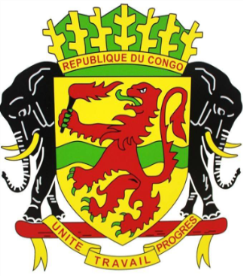 REPUBLIQUE DU CONGO
UNITE TRAVAIL PROGRES